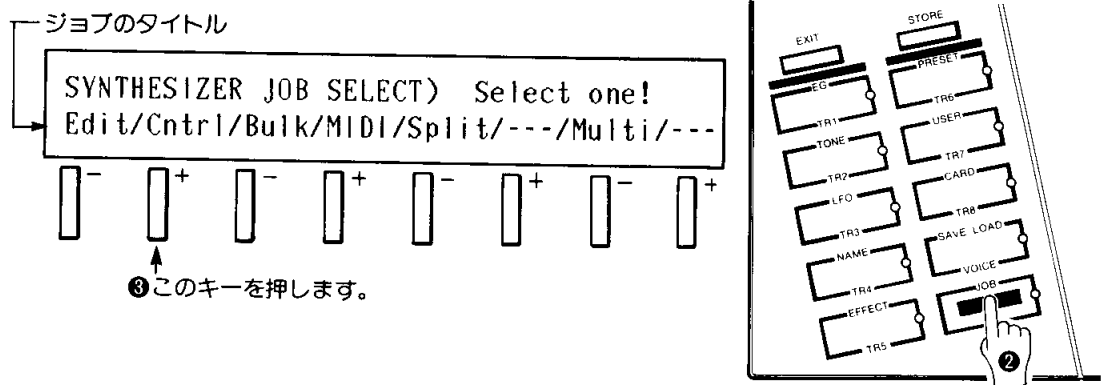 ジョブのタイトル
SYNTHESIZER JOB SELECT) Select one!
Edit/Cntrl/Bulk/MIDI/Split/---/Multi/---
- + - + - + - +
❸このキーを押します。
EXIT
STORE
EG
TR1
PRESET
TR6
TONE
TR2
USER
TR7
LFO
TR3
CARD
TR8
NAME
TR4
SAVE LOAD
VOICE
EFFECT
TR5
JOB
❷